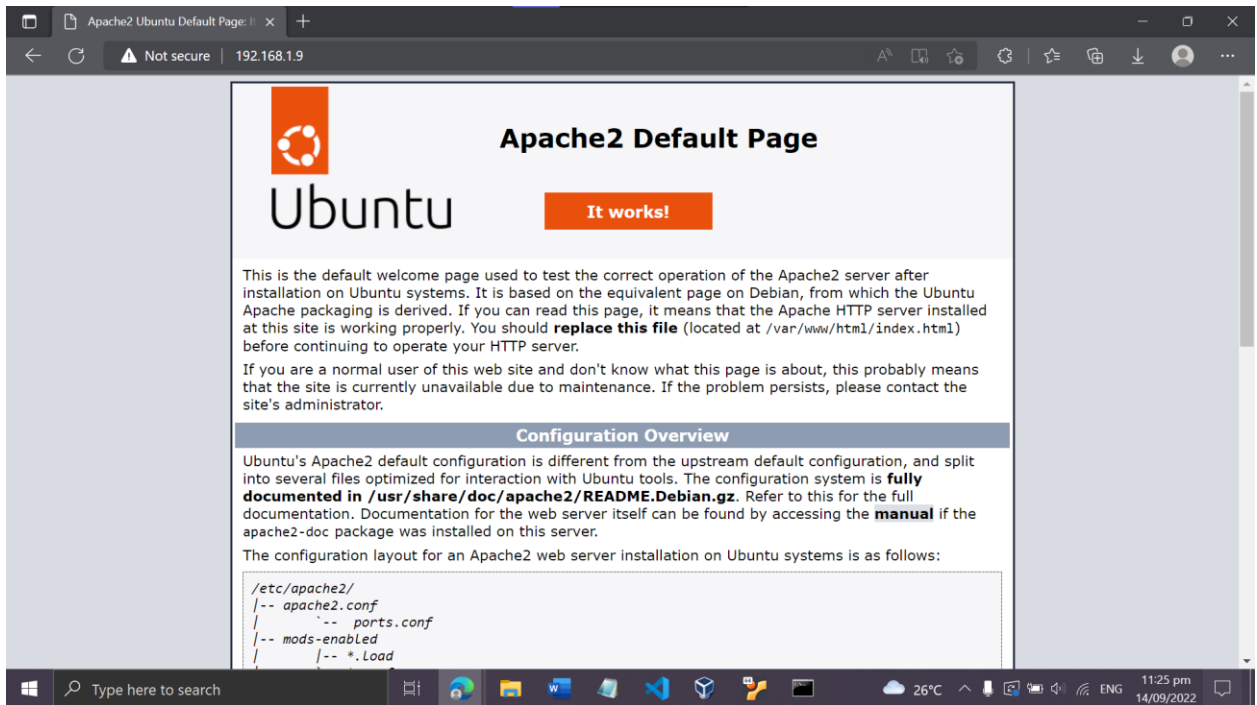 Apache2 Ubuntu Default Page: It
Not secure | 192.168.1.9
Ubuntu
Apache2 Default Page
It works!
This is the default welcome page used to test the correct operation of the Apache2 server after
installation on Ubuntu systems. It is based on the equivalent page on Debian, from which the Ubuntu
Apache packaging is derived. If you can read this page, it means that the Apache HTTP server installed
at this site is working properly. You should replace this file (located at /var/www/html/index.html)
before continuing to operate your HTTP server.
If you are a normal user of this web site and don't know what this page is about, this probably means
that the site is currently unavailable due to maintenance. If the problem persists, please contact the
site's administrator.
Configuration Overview
Ubuntu's Apache2 default configuration is different from the upstream default configuration, and split
into several files optimized for interaction with Ubuntu tools. The configuration system is fully
documented in /usr/share/doc/apache2/README.Debian.gz. Refer to this for the full
documentation. Documentation for the web server itself can be found by accessing the manual if the
apache2-doc package was installed on this server.
The configuration layout for an Apache2 web server installation on Ubuntu systems is as follows:
/etc/apache2/
|-- apache2.conf
|       `--  ports.conf
|-- mods-enabled
|       |-- *.load
Type here to search
26°C
ENG
11:25 pm
14/09/2022